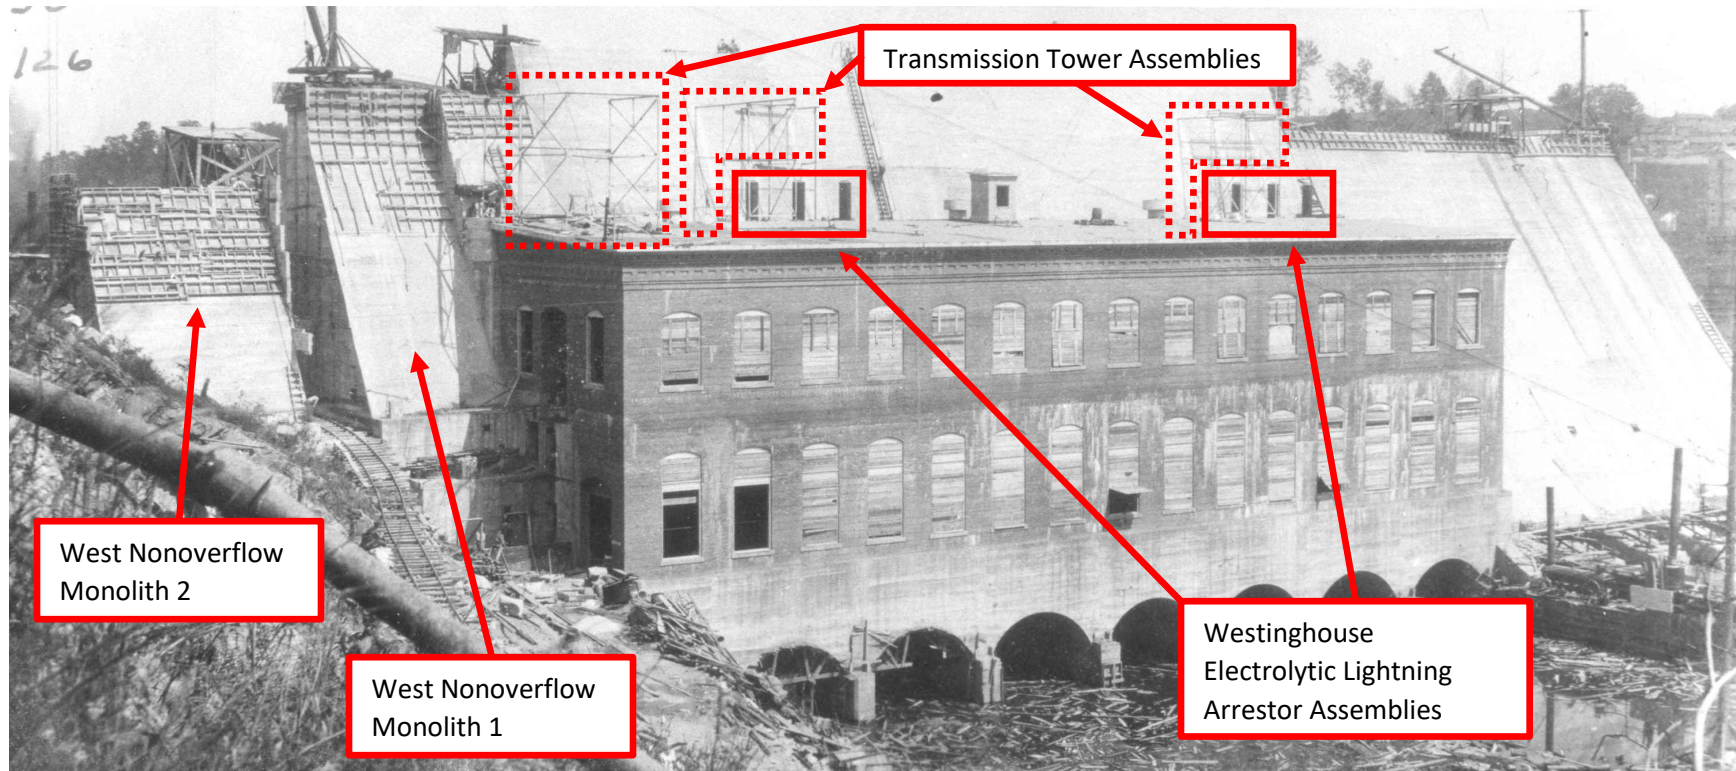 126
Transmission Tower Assemblies
West Nonoverflow
Monolith 2
West Nonoverflow
Monolith 1
Westinghouse
Electrolytic Lightning
Arrestor Assemblies